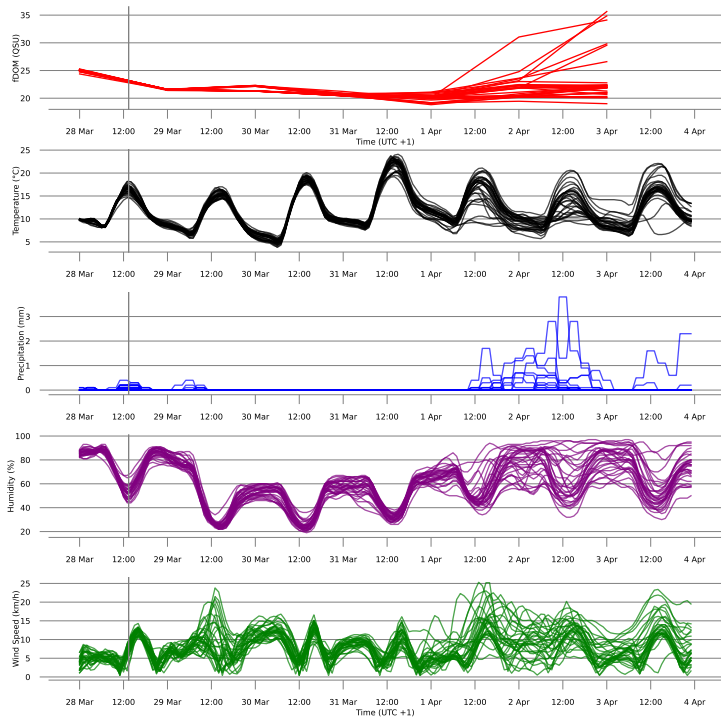 fDOM (QSU)
35
30
25
20
28 Mar 12:00 29 Mar 12:00 30 Mar 12:00 31 Mar 12:00 1 Apr 12:00 2 Apr 12:00 3 Apr 12:00 4 Apr
Time (UTC +1)
Temperature (°C)
25
20
15
10
5
28 Mar 12:00 29 Mar 12:00 30 Mar 12:00 31 Mar 12:00 1 Apr 12:00 2 Apr 12:00 3 Apr 12:00 4 Apr
Precipitation (mm)
3
2
1
0
28 Mar 12:00 29 Mar 12:00 30 Mar 12:00 31 Mar 12:00 1 Apr 12:00 2 Apr 12:00 3 Apr 12:00 4 Apr
Humidity (%)
100
80
60
40
20
28 Mar 12:00 29 Mar 12:00 30 Mar 12:00 31 Mar 12:00 1 Apr 12:00 2 Apr 12:00 3 Apr 12:00 4 Apr
Wind Speed (km/h)
25
20
15
10
5
0
28 Mar 12:00 29 Mar 12:00 30 Mar 12:00 31 Mar 12:00 1 Apr 12:00 2 Apr 12:00 3 Apr 12:00 4 Apr
Time (UTC +1)